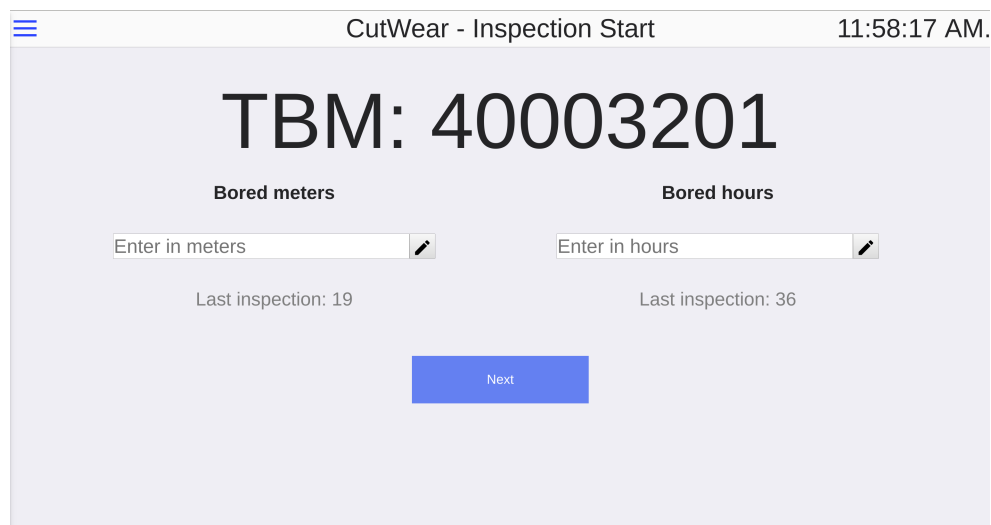 CutWear - Inspection Start 11:58:17 AM.
TBM: 40003201
Bored meters Bored hours
Enter in meters Enter in hours
Last inspection: 19 Last inspection: 36
Next